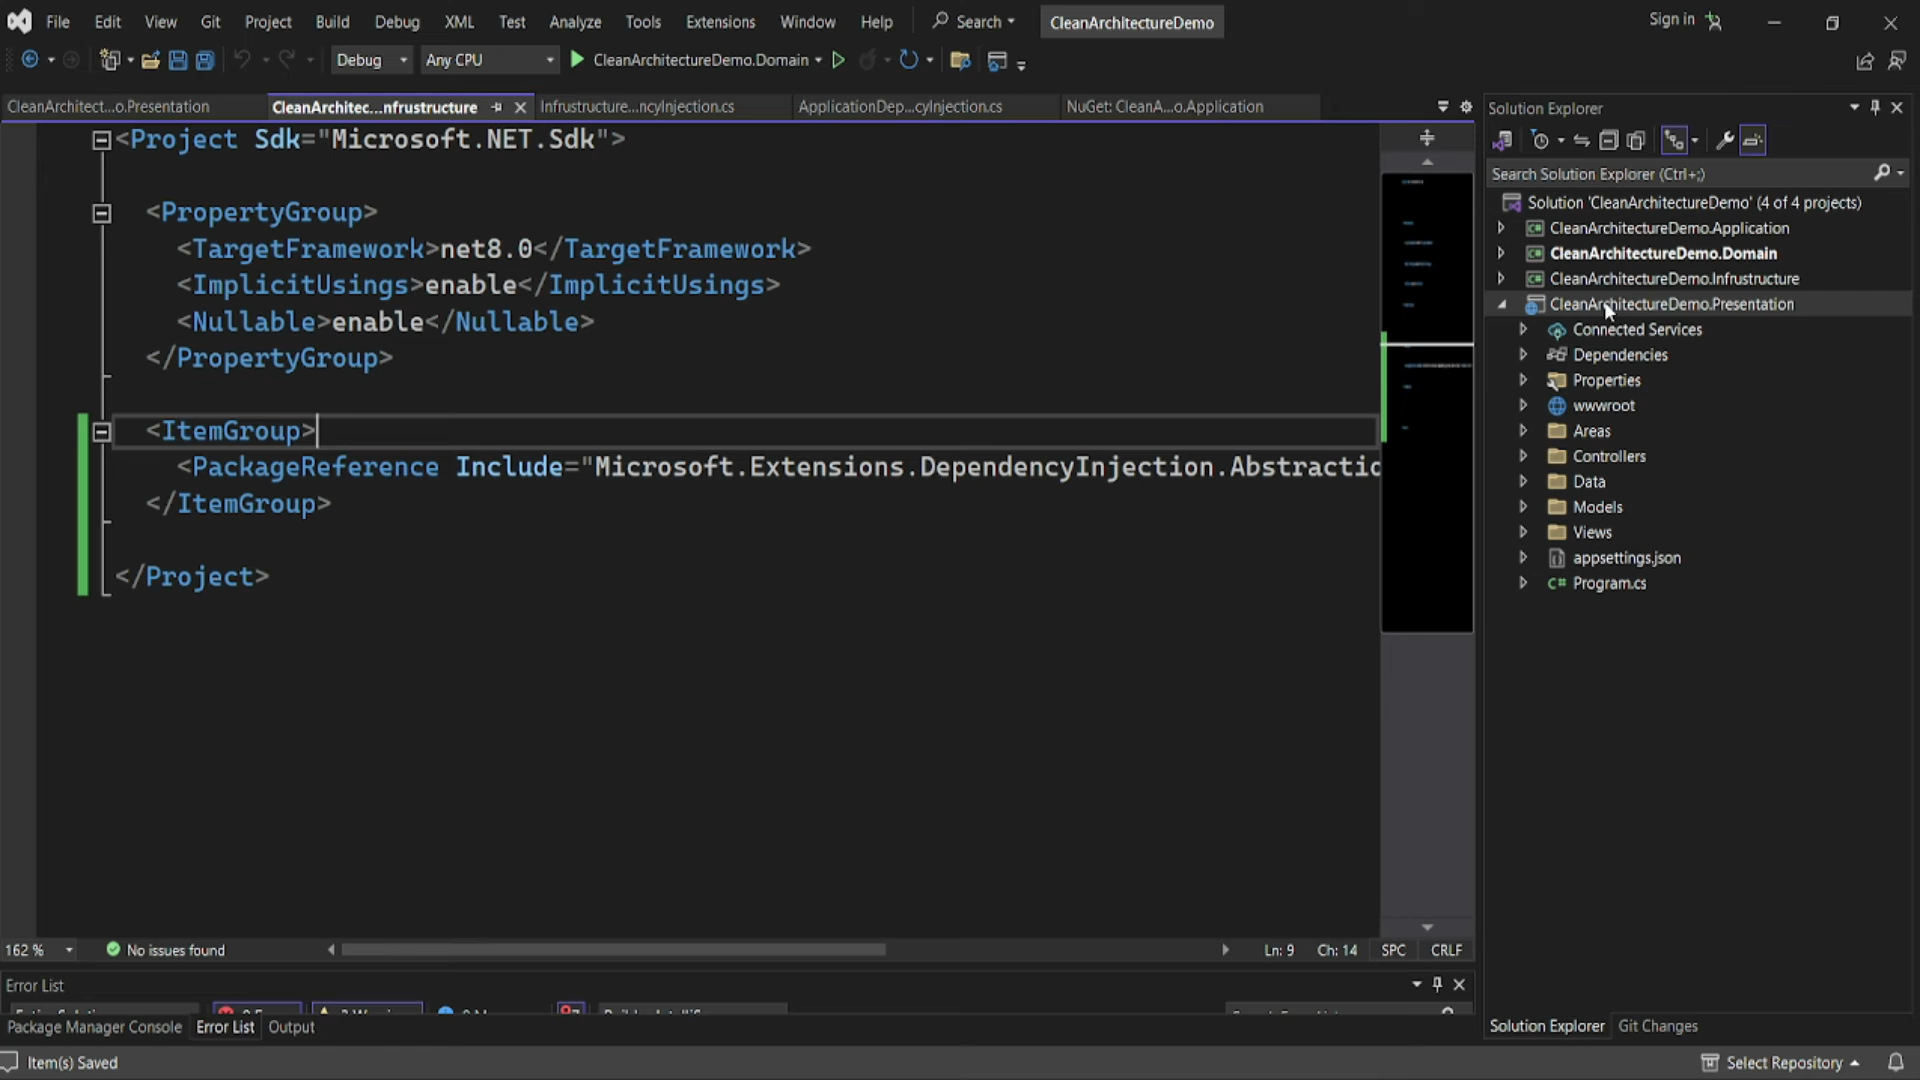 File Edit View Git Project Build Debug XML Test Analyze Tools Extensions Window Help Search CleanArchitectureDemo Sign in
Debug Any CPU CleanArchitectureDemo.Domain
CleanArchitect...o.Presentation CleanArchitec...nfrustructure Infrustructure...ncyInjection.cs ApplicationDep...cyInjection.cs NuGet: CleanA...o.Application
<Project Sdk="Microsoft.NET.Sdk">
<PropertyGroup>
<TargetFramework>net8.0</TargetFramework>
<ImplicitUsings>enable</ImplicitUsings>
<Nullable>enable</Nullable>
</PropertyGroup>
<ItemGroup>
<PackageReference Include="Microsoft.Extensions.DependencyInjection.Abstractio
</ItemGroup>
</Project>
162 % No issues found Ln: 9 Ch: 14 SPC CRLF
Error List
Package Manager Console Error List Output
Item(s) Saved
Solution Explorer
Search Solution Explorer (Ctrl+;)
Solution 'CleanArchitectureDemo' (4 of 4 projects)
CleanArchitectureDemo.Application
CleanArchitectureDemo.Domain
CleanArchitectureDemo.Infrustructure
CleanArchitectureDemo.Presentation
Connected Services
Dependencies
Properties
wwwroot
Areas
Controllers
Data
Models
Views
appsettings.json
Program.cs
Solution Explorer Git Changes
Select Repository